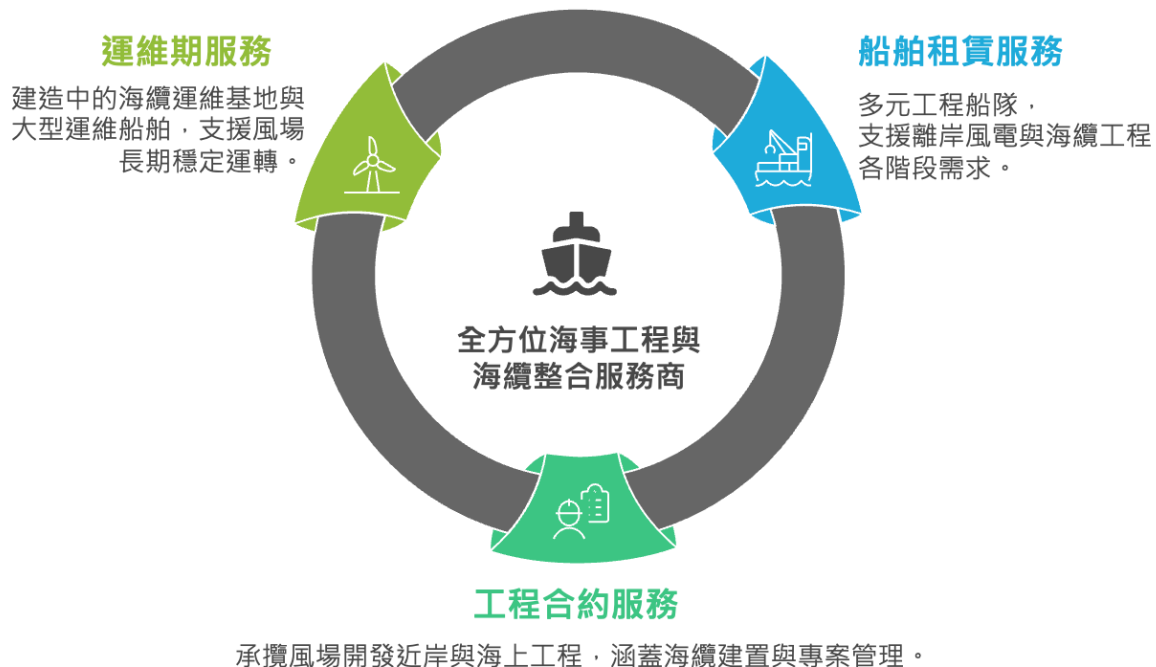 運維期服務
建造中的海纜運維基地與
大型運維船舶，支援風場
長期穩定運轉。
船舶租賃服務
多元工程船隊，
支援離岸風電與海纜工程
各階段需求。
全方位海事工程與
海纜整合服務商
工程合約服務
承攬風場開發近岸與海上工程，涵蓋海纜建置與專案管理。